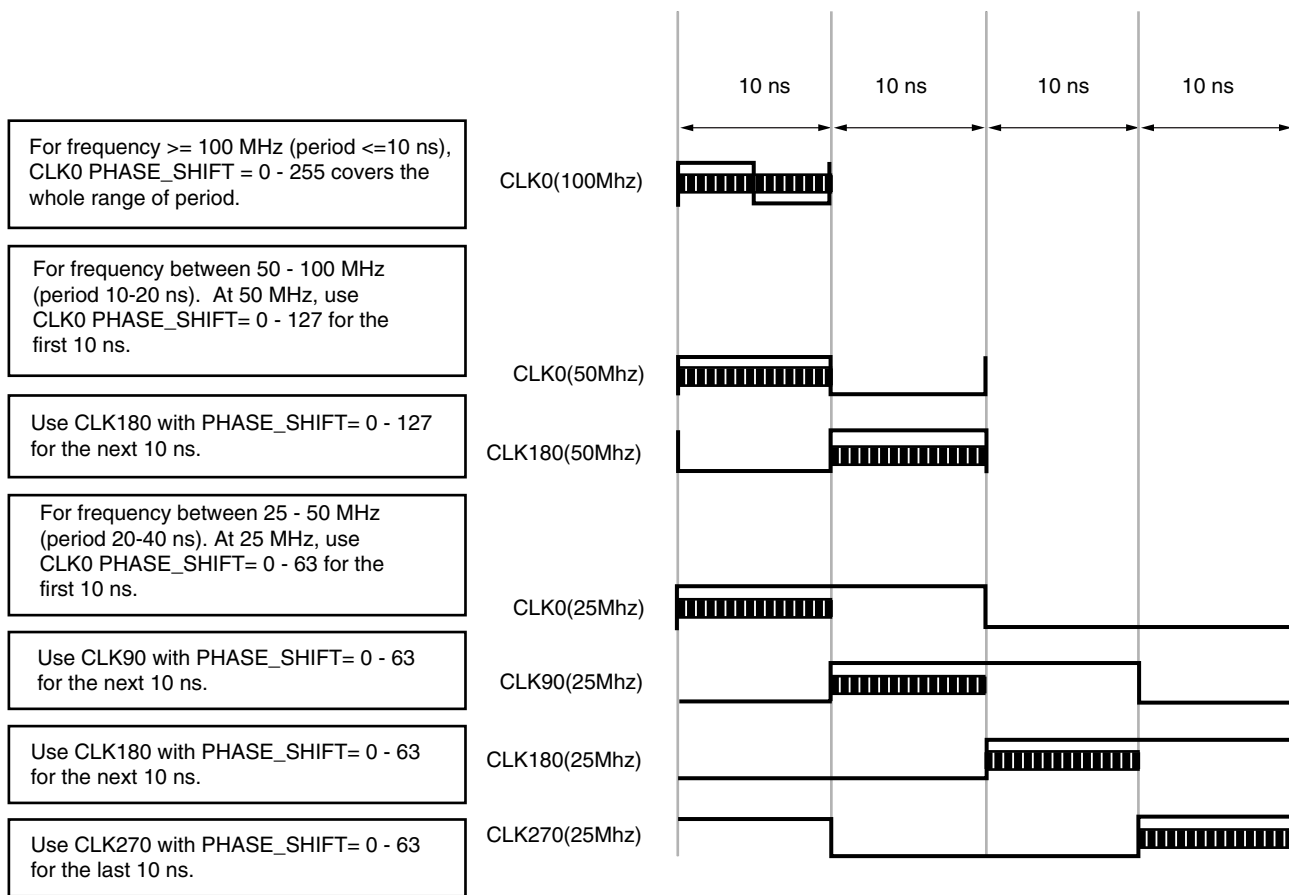 10 ns
10 ns
10 ns
10 ns
For frequency >= 100 MHz (period <=10 ns),
CLK0 PHASE_SHIFT = 0 - 255 covers the
whole range of period.
CLK0(100Mhz)
For frequency between 50 - 100 MHz
(period 10-20 ns).  At 50 MHz, use
CLK0 PHASE_SHIFT= 0 - 127 for the
first 10 ns.
CLK0(50Mhz)
Use CLK180 with PHASE_SHIFT= 0 - 127
for the next 10 ns.
CLK180(50Mhz)
For frequency between 25 - 50 MHz
(period 20-40 ns). At 25 MHz, use
CLK0 PHASE_SHIFT= 0 - 63 for the
first 10 ns.
CLK0(25Mhz)
Use CLK90 with PHASE_SHIFT= 0 - 63
for the next 10 ns.
CLK90(25Mhz)
Use CLK180 with PHASE_SHIFT= 0 - 63
for the next 10 ns.
CLK180(25Mhz)
Use CLK270 with PHASE_SHIFT= 0 - 63
for the last 10 ns.
CLK270(25Mhz)